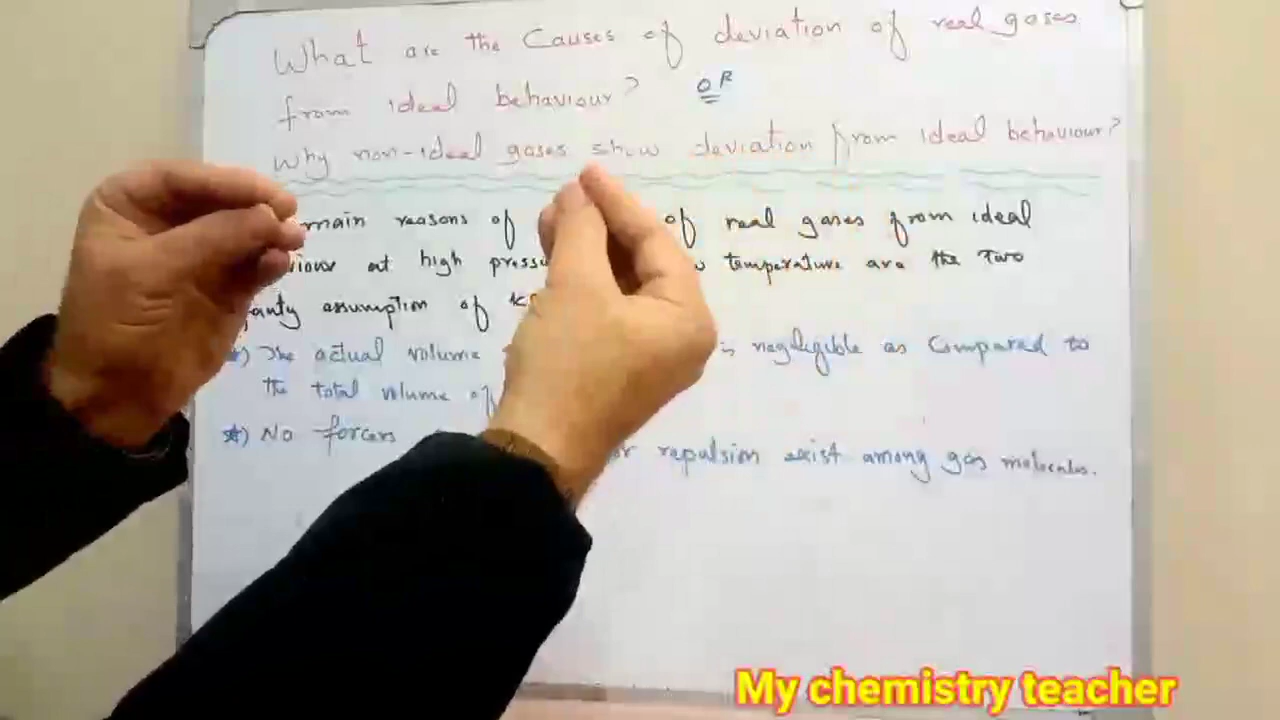 What are the Causes of deviation of real gases
from ideal behaviour? OR
Why non-ideal gases show deviation from ideal behaviour?
main reasons of of real gases from ideal
at high temperature are the Two
assumption of
The actual volume is negligible as Compared to
the total volume of
*) No forces or repulsion exist among gas molecules.
My chemistry teacher